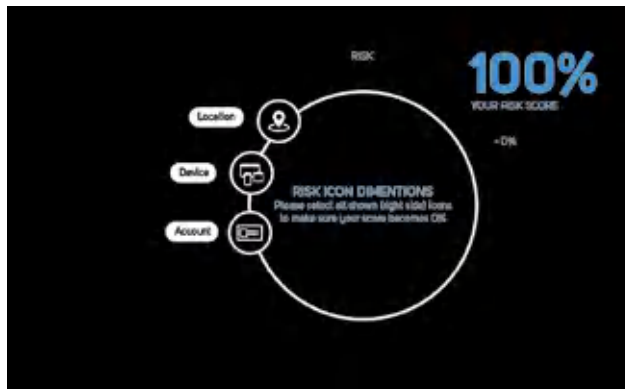 RISK
100%
YOUR RISK SCORE
-0%
Location
Device
Account
RISK ICON DIMENTIONS
Please select all shown (right side) icons
to make sure your score becomes 0%